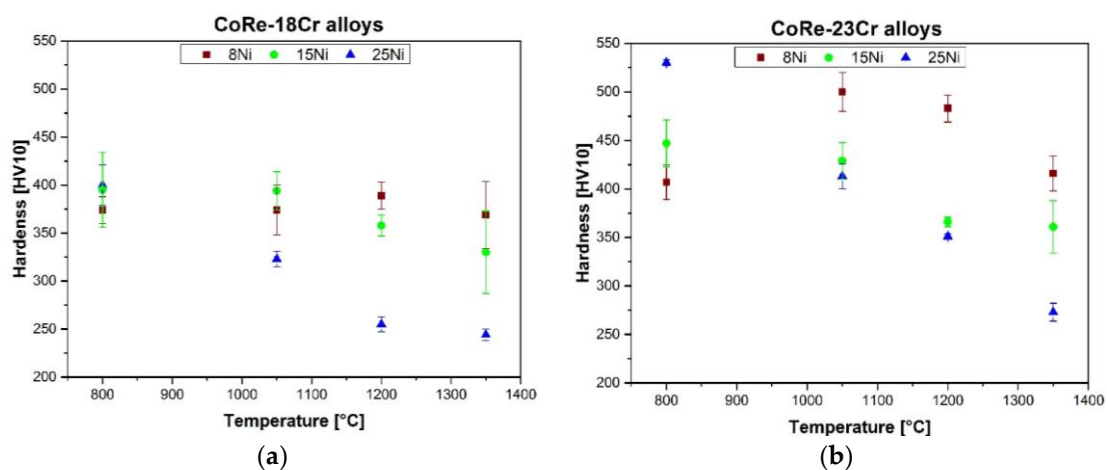 CoRe-18Cr alloys
8Ni 15Ni 25Ni
Hardenss [HV10]
550
500
450
400
350
300
250
200
800 900 1000 1100 1200 1300 1400
Temperature [°C]
(a)
CoRe-23Cr alloys
8Ni 15Ni 25Ni
Hardness [HV10]
550
500
450
400
350
300
250
200
800 900 1000 1100 1200 1300 1400
Temperature [°C]
(b)